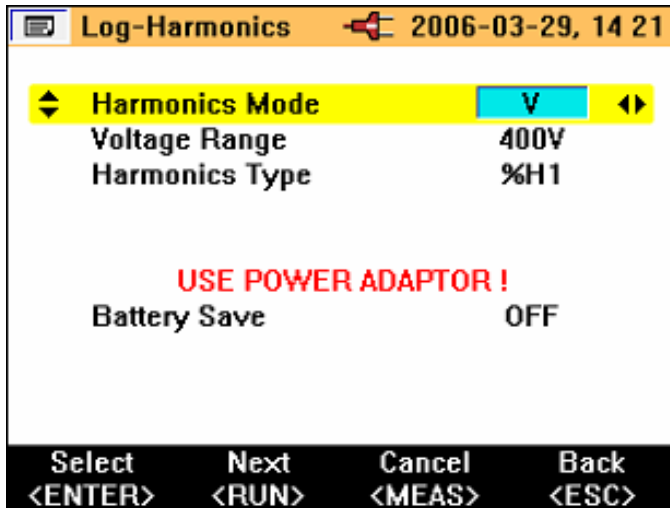 Log-Harmonics 2006-03-29, 14 21
Harmonics Mode V
Voltage Range 400V
Harmonics Type %H1
USE POWER ADAPTOR !
Battery Save OFF
Select Next Cancel Back
<ENTER> <RUN> <MEAS> <ESC>